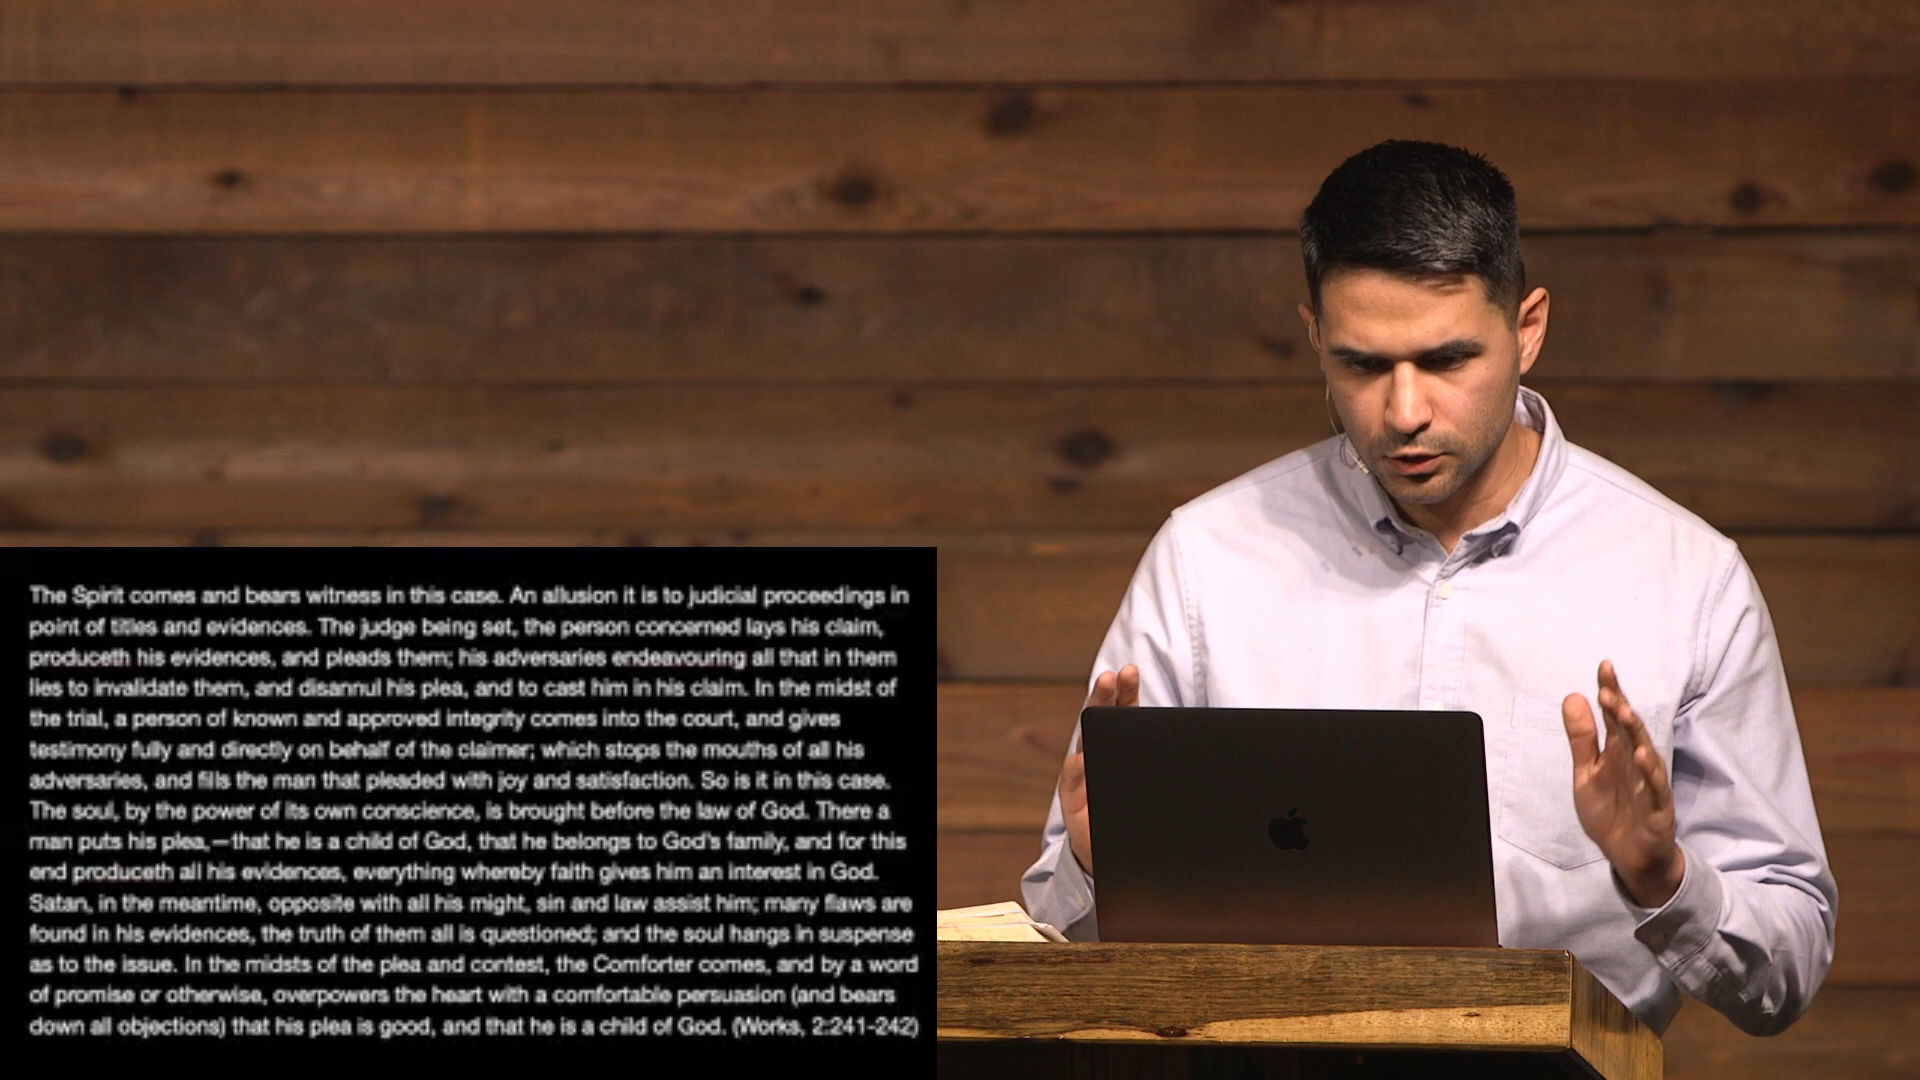 The Spirit comes and bears witness in this case. An allusion it is to judicial proceedings in
point of titles and evidences. The judge being set, the person concerned lays his claim,
produceth his evidences, and pleads them; his adversaries endeavouring all that in them
lies to invalidate them, and disannul his plea, and to cast him in his claim. In the midst of
the trial, a person of known and approved integrity comes into the court, and gives
testimony fully and directly on behalf of the claimer; which stops the mouths of all his
adversaries, and fills the man that pleaded with joy and satisfaction. So is it in this case.
The soul, by the power of its own conscience, is brought before the law of God. There a
man puts his plea,—that he is a child of God, that he belongs to God's family, and for this
end produceth all his evidences, everything whereby faith gives him an interest in God.
Satan, in the meantime, opposite with all his might, sin and law assist him; many flaws are
found in his evidences, the truth of them all is questioned; and the soul hangs in suspense
as to the issue. In the midsts of the plea and contest, the Comforter comes, and by a word
of promise or otherwise, overpowers the heart with a comfortable persuasion (and bears
down all objections) that his plea is good, and that he is a child of God. (Works, 2:241-242)